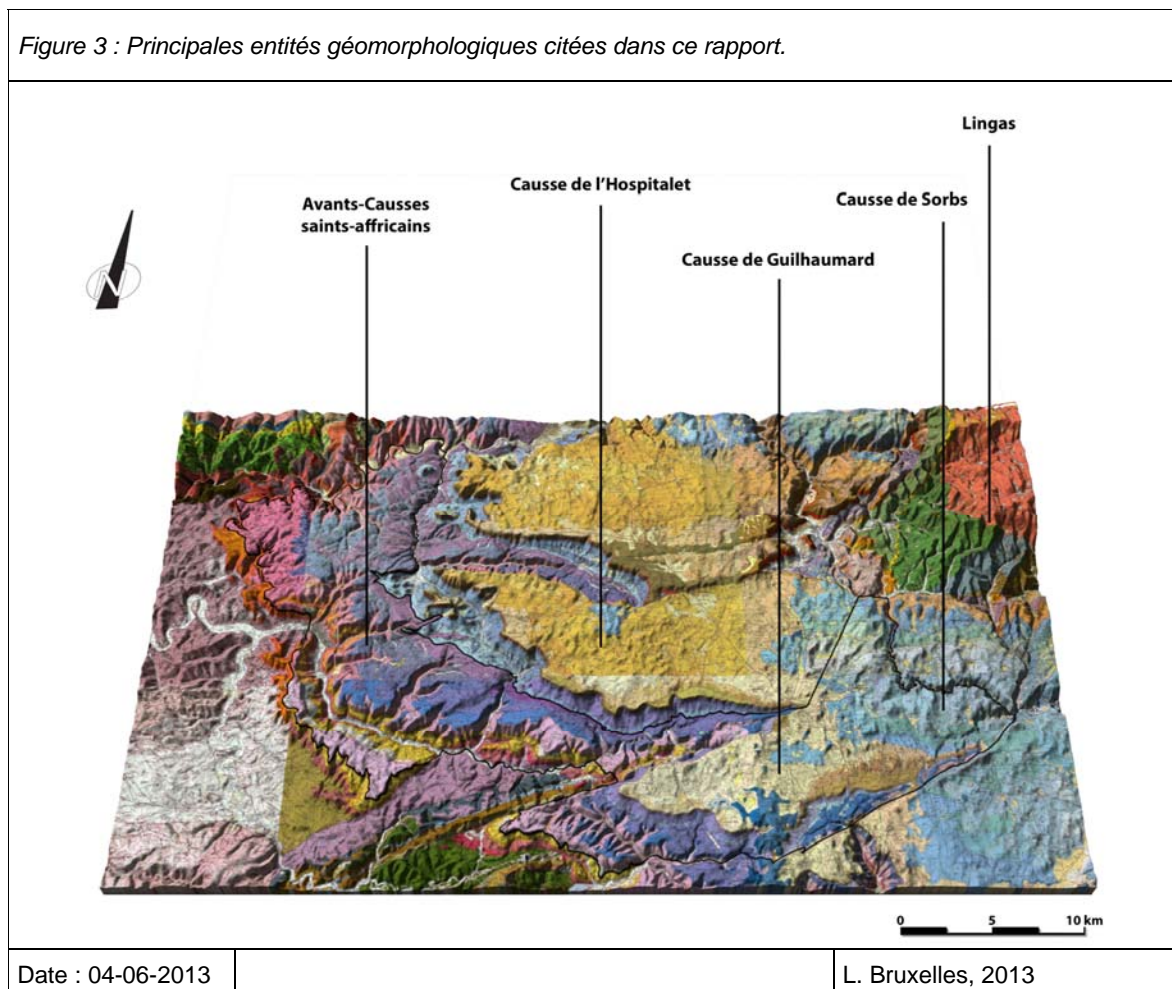 Figure 3 : Principales entités géomorphologiques citées dans ce rapport.
Lingas
Causse de l'Hospitalet
Causse de Sorbs
Avants-Causses
saints-affricains
Causse de Guilhaumard
N
0 5 10 km
Date : 04-06-2013
L. Bruxelles, 2013